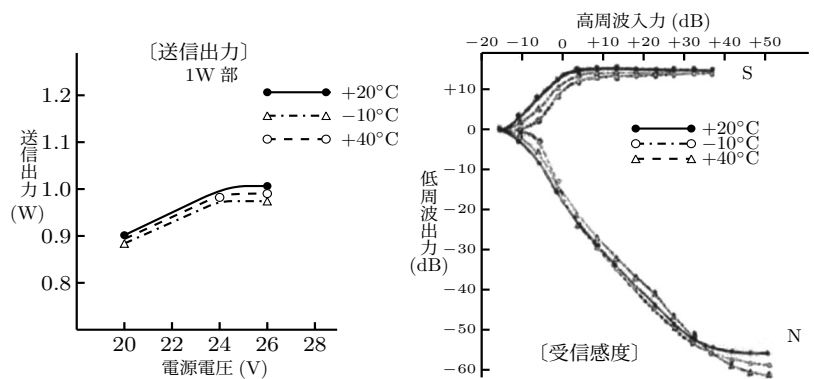 〔送信出力〕
1W 部
+20°C
−10°C
+40°C
送信出力
(W)
1.2
1.1
1.0
0.9
0.8
20 22 24 26 28
電源電圧 (V)
高周波入力 (dB)
−20 −10 0 +10 +20 +30 +40 +50
S
+20°C
−10°C
+40°C
低周波出力
(dB)
+10
0
−10
−20
−30
−40
−50
−60
N
〔受信感度〕